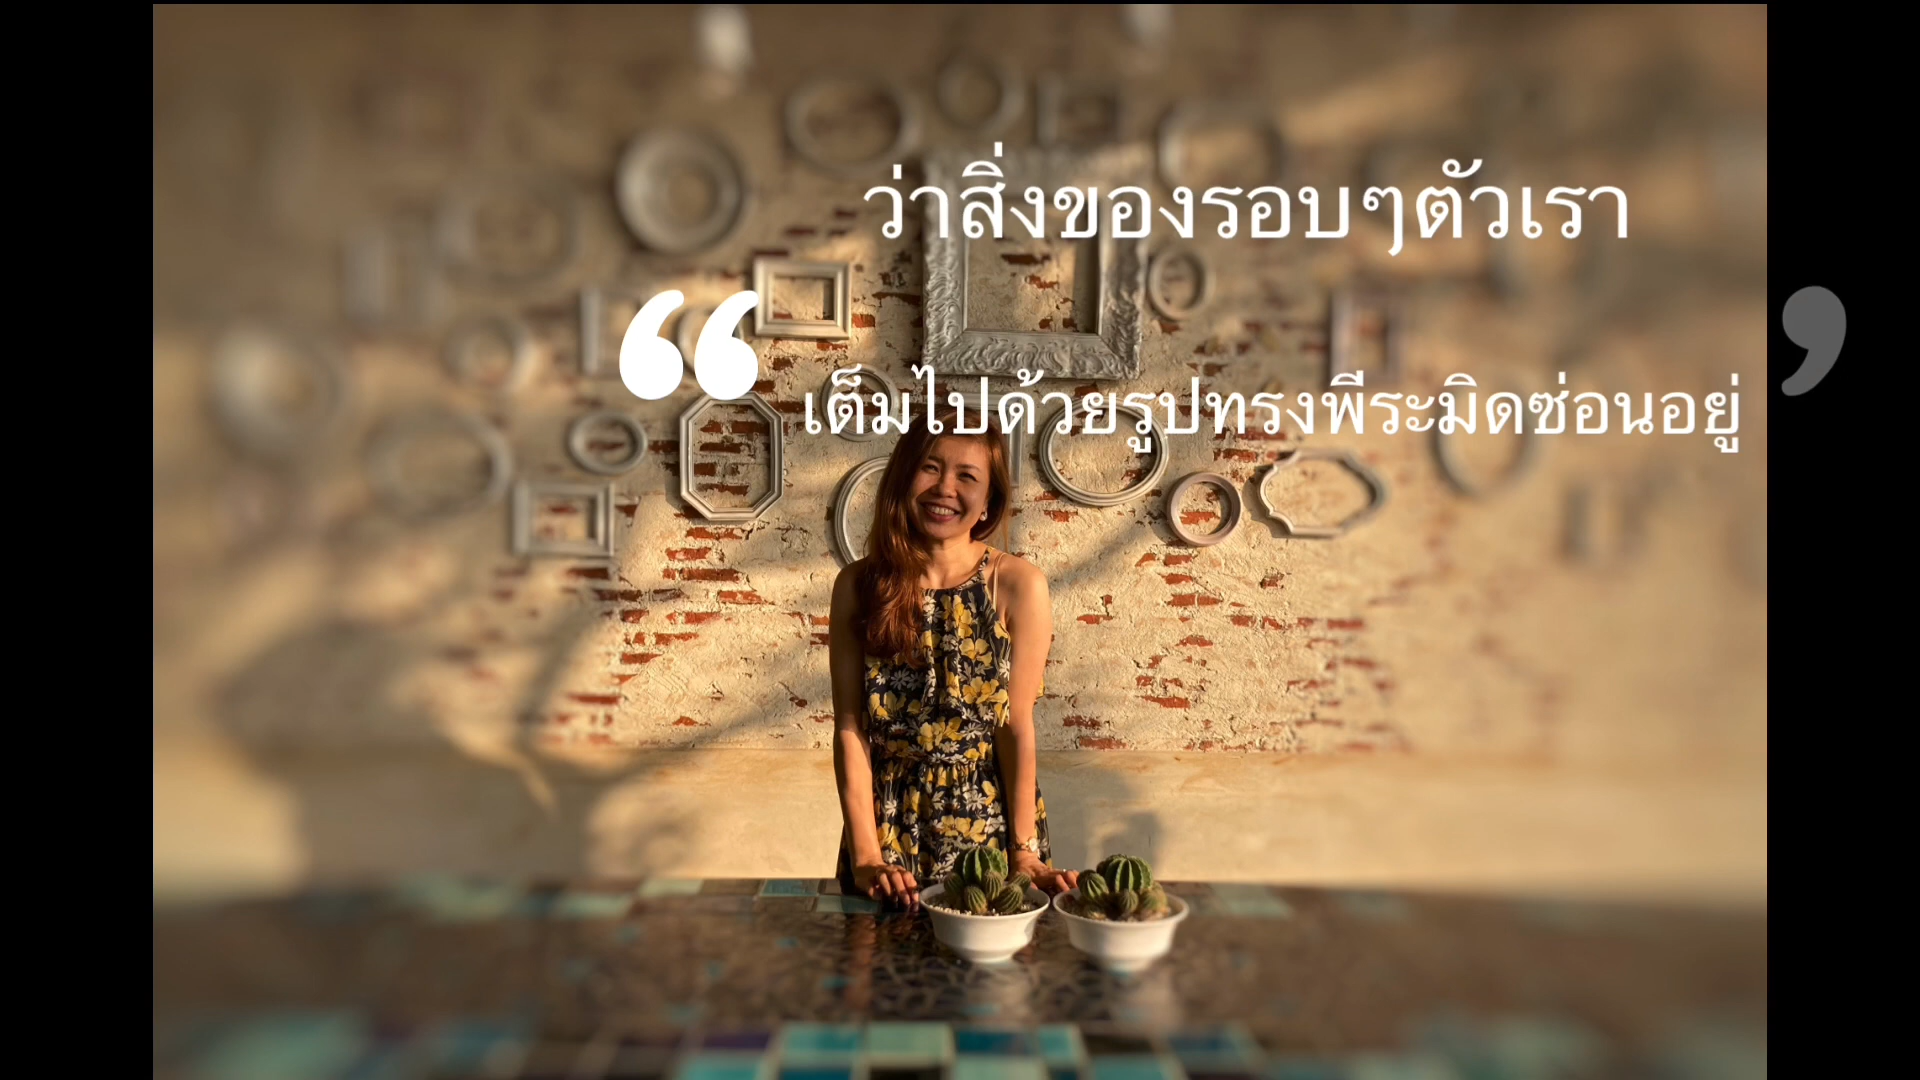 ว่าสิ่งของรอบๆตัวเรา
“
เต็มไปด้วยรูปทรงพีระมิดซ่อนอยู่
’